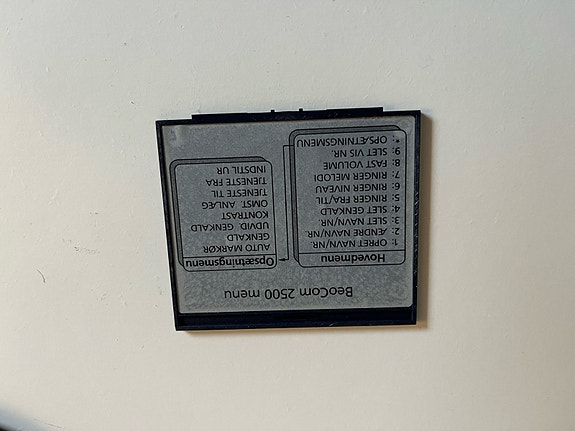 BeoCom 2500 menu
Hovedmenu
1: OPRET NAVN/NR.
2: ÆNDRE NAVN/NR.
3: SLET NAVN/NR.
4: SLET GENKALD
5: RINGER FRA/TIL
6: RINGER NIVEAU
7: RINGER MELODI
8: FAST VOLUME
9: SLET VIS NR.
*: OPSÆTNINGSMENU
Opsætningsmenu
AUTO MARKØR
GENKALD
UDVID. GENKALD
KONTRAST
OMST. ANLÆG
TJENESTE TIL
TJENESTE FRA
INDSTIL UR